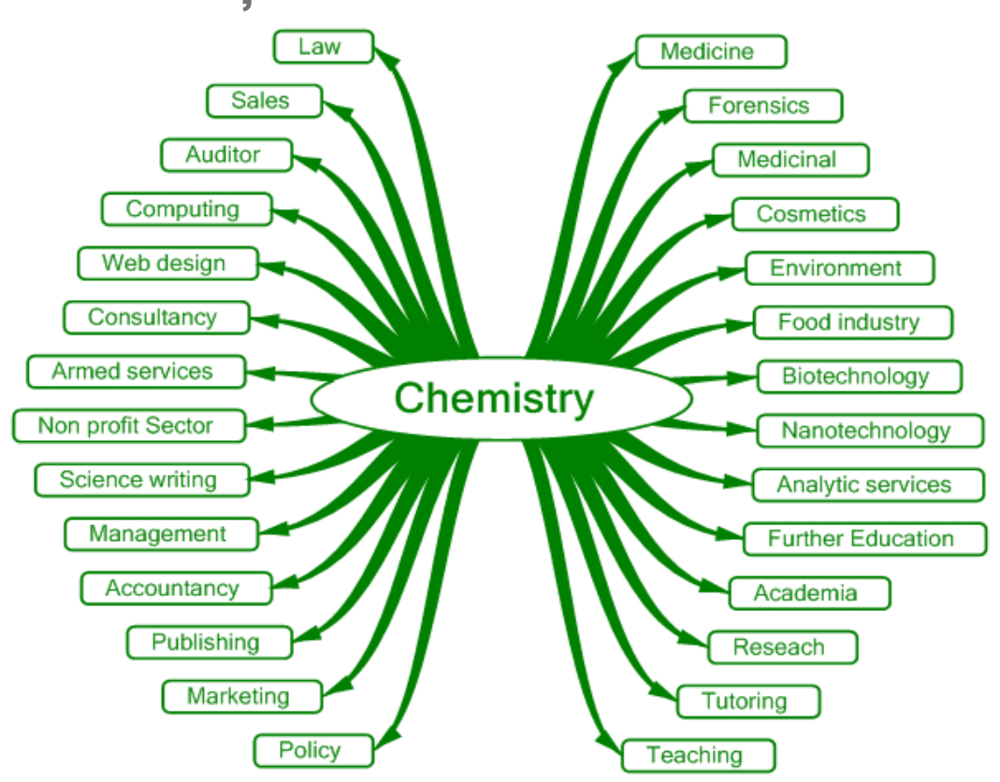 Law
Sales
Auditor
Computing
Web design
Consultancy
Armed services
Non profit Sector
Science writing
Management
Accountancy
Publishing
Marketing
Policy
Chemistry
Medicine
Forensics
Medicinal
Cosmetics
Environment
Food industry
Biotechnology
Nanotechnology
Analytic services
Further Education
Academia
Reseach
Tutoring
Teaching